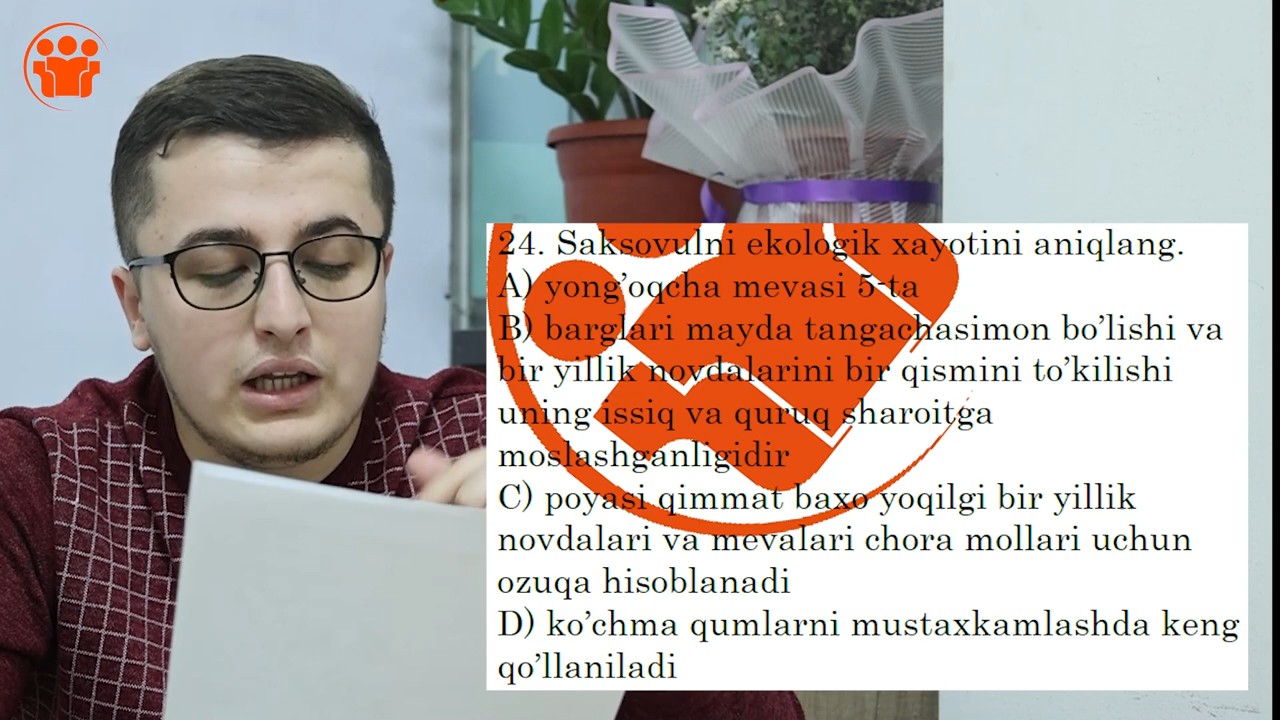 24. Saksovulni ekologik xayotini aniqlang.
A) yong’oqcha mevasi 5-ta
B) barglari mayda tangachasimon bo’lishi va
bir yillik novdalarini bir qismini to’kilishi
uning issiq va quruq sharoitga
moslashganligidir
C) poyasi qimmat baxo yoqilgi bir yillik
novdalari va mevalari chora mollari uchun
ozuqa hisoblanadi
D) ko’chma qumlarni mustaxkamlashda keng
qo’llaniladi